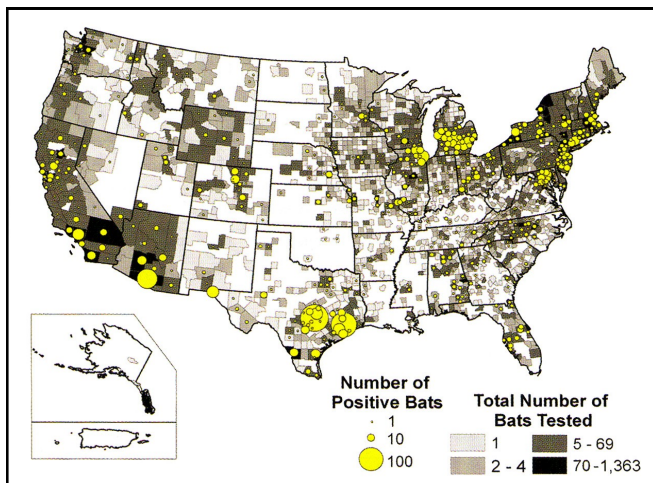 Number of
Positive Bats
1
10
100
Total Number of
Bats Tested
1
2 - 4
5 - 69
70 -1,363